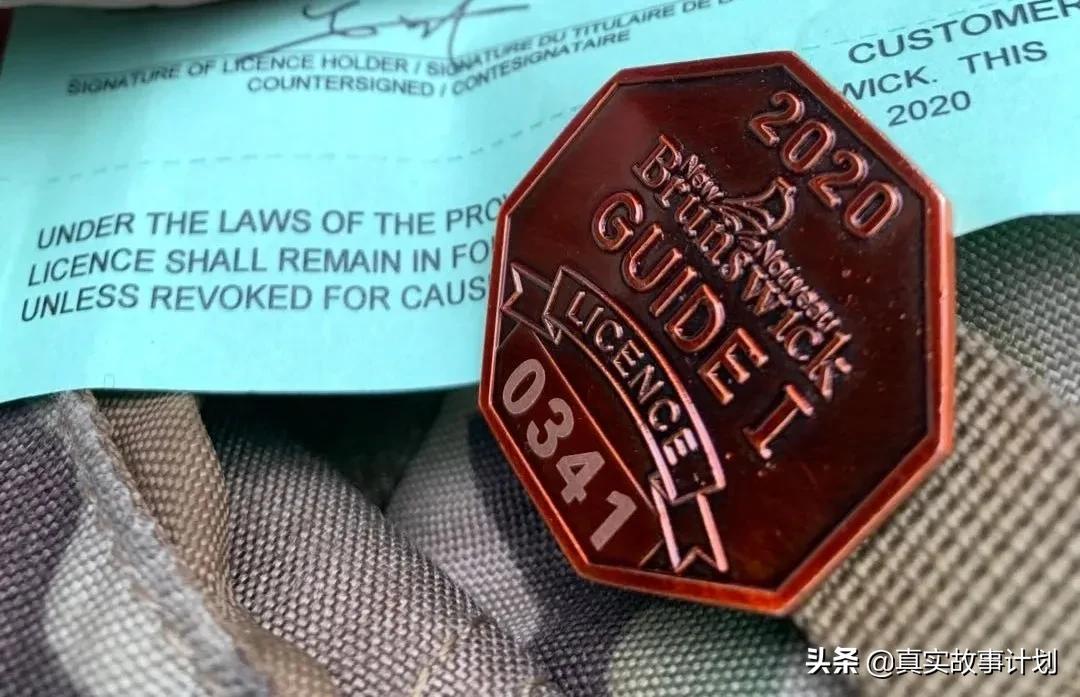 SIGNATURE OF LICENCE HOLDER / SIGNATURE DU TITULAIRE DE
COUNTERSIGNED / CONTESIGNATAIRE
CUSTOMER
WICK. THIS
2020
UNDER THE LAWS OF THE PRO
LICENCE SHALL REMAIN IN FO
UNLESS REVOKED FOR CAUS
2020
New Nouveau
Brunswick
GUIDE I
LICENCE
0341
头条 @真实故事计划